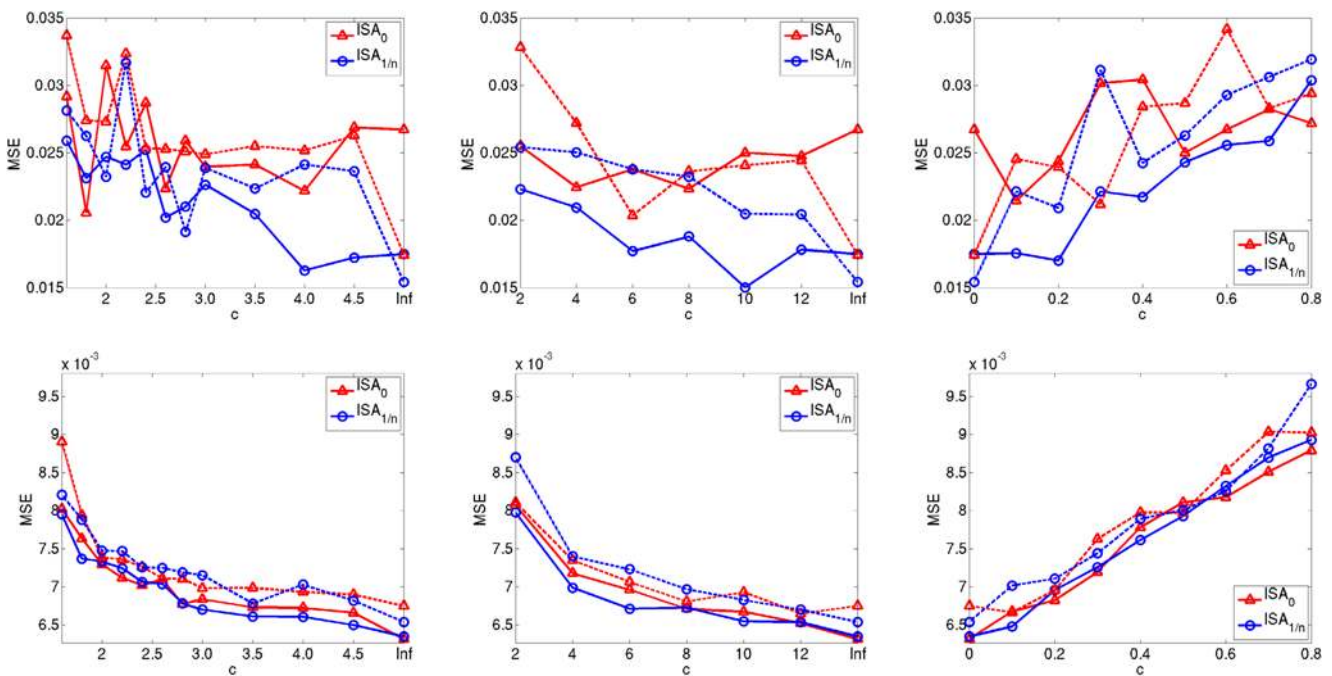 0.035
0.03
0.025
0.02
0.015
MSE
2
2.5
3.0
3.5
4.0
4.5
Inf
c
ISA0
ISA1/n
0.035
0.03
0.025
0.02
0.015
MSE
2
4
6
8
10
12
Inf
c
ISA0
ISA1/n
0.035
0.03
0.025
0.02
0.015
MSE
0
0.2
0.4
0.6
0.8
c
ISA0
ISA1/n
x 10-3
9.5
9
8.5
8
7.5
7
6.5
MSE
2
2.5
3.0
3.5
4.0
4.5
Inf
c
ISA0
ISA1/n
x 10-3
9.5
9
8.5
8
7.5
7
6.5
MSE
2
4
6
8
10
12
Inf
c
ISA0
ISA1/n
x 10-3
9.5
9
8.5
8
7.5
7
6.5
MSE
0
0.2
0.4
0.6
0.8
c
ISA0
ISA1/n